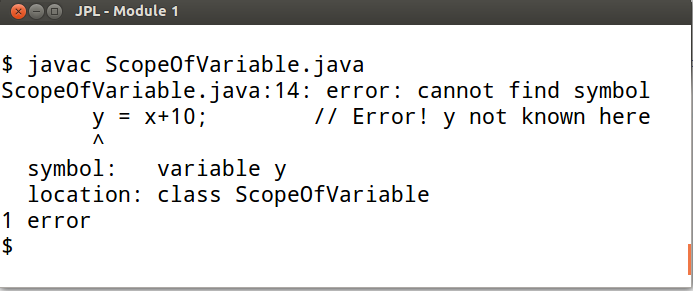 JPL - Module 1
$ javac ScopeOfVariable.java
ScopeOfVariable.java:14: error: cannot find symbol
        y = x+10;        // Error! y not known here
        ^
  symbol:   variable y
  location: class ScopeOfVariable
1 error
$